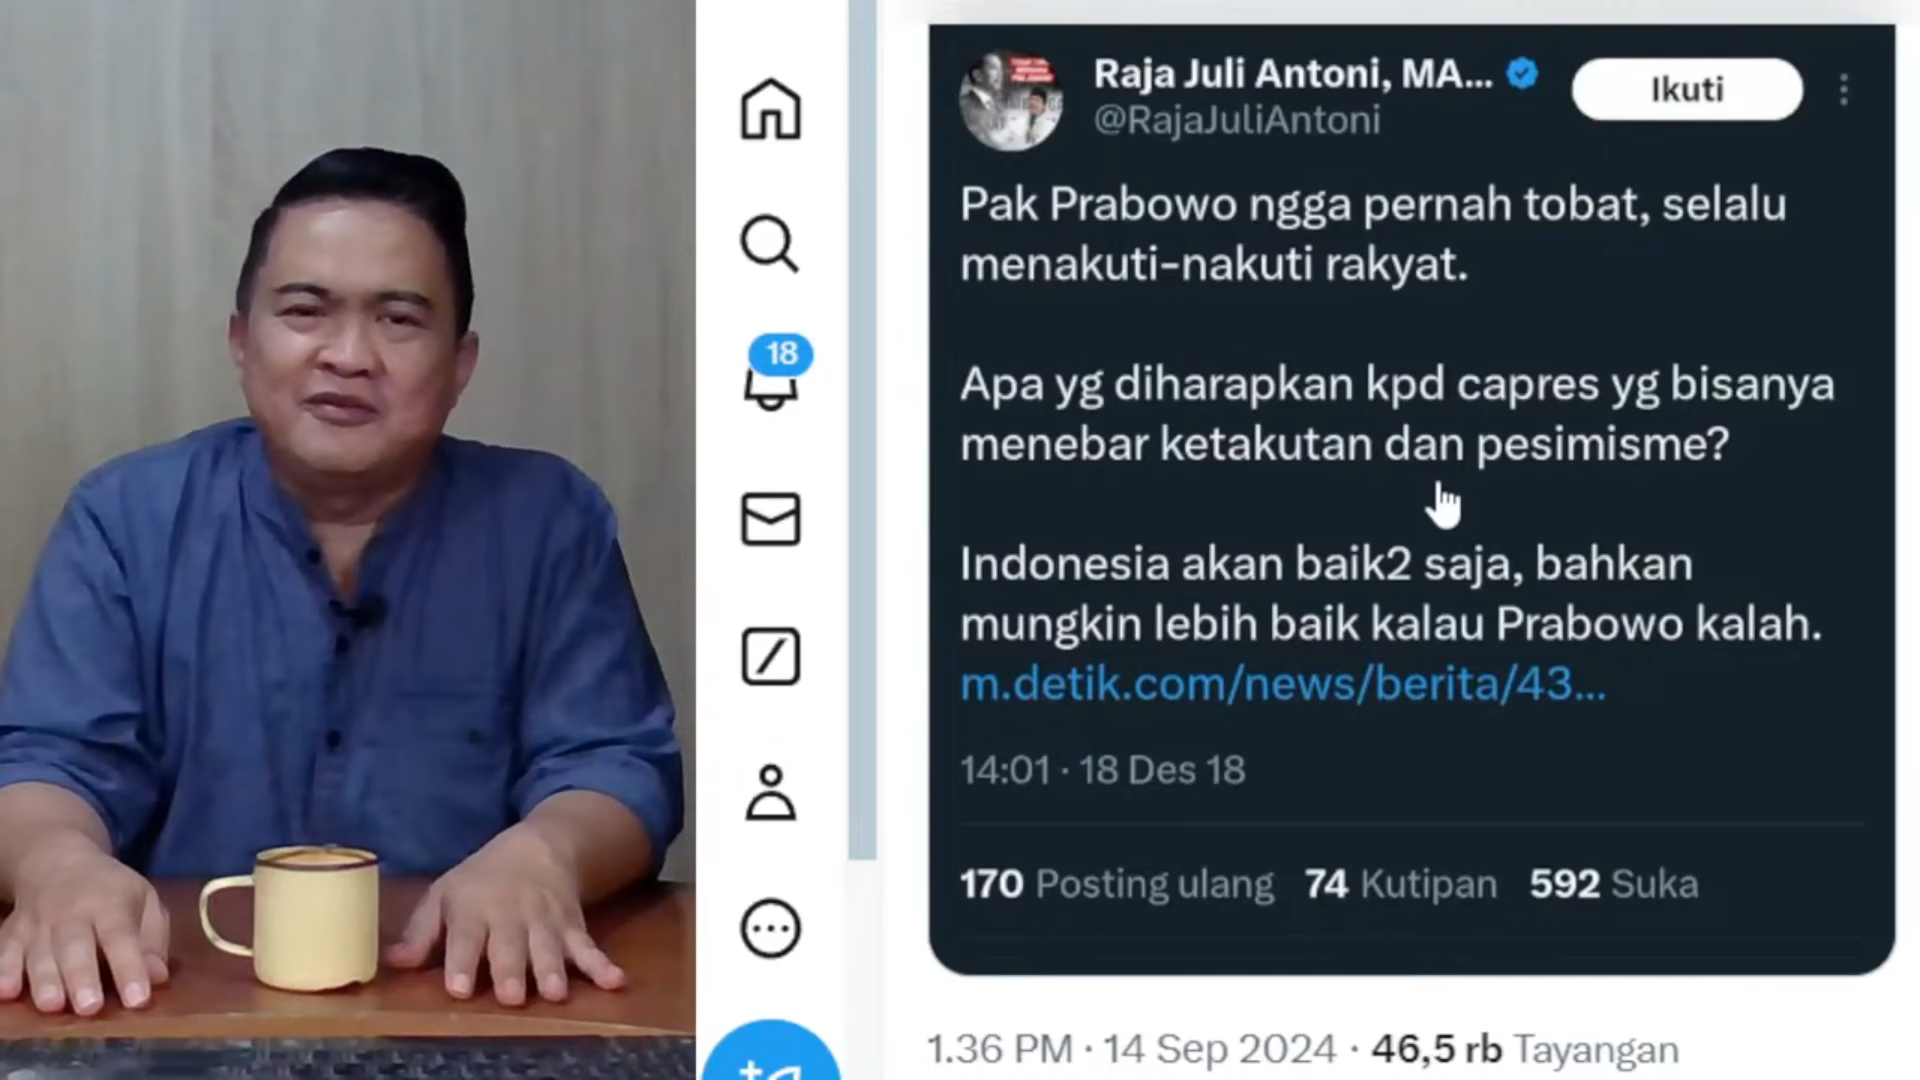 18
Raja Juli Antoni, MA...
@RajaJuliAntoni
Ikuti
Pak Prabowo ngga pernah tobat, selalu
menakuti-nakuti rakyat.
Apa yg diharapkan kpd capres yg bisanya
menebar ketakutan dan pesimisme?
Indonesia akan baik2 saja, bahkan
mungkin lebih baik kalau Prabowo kalah.
m.detik.com/news/berita/43...
14:01 · 18 Des 18
170 Posting ulang 74 Kutipan 592 Suka
1.36 PM · 14 Sep 2024 · 46,5 rb Tayangan